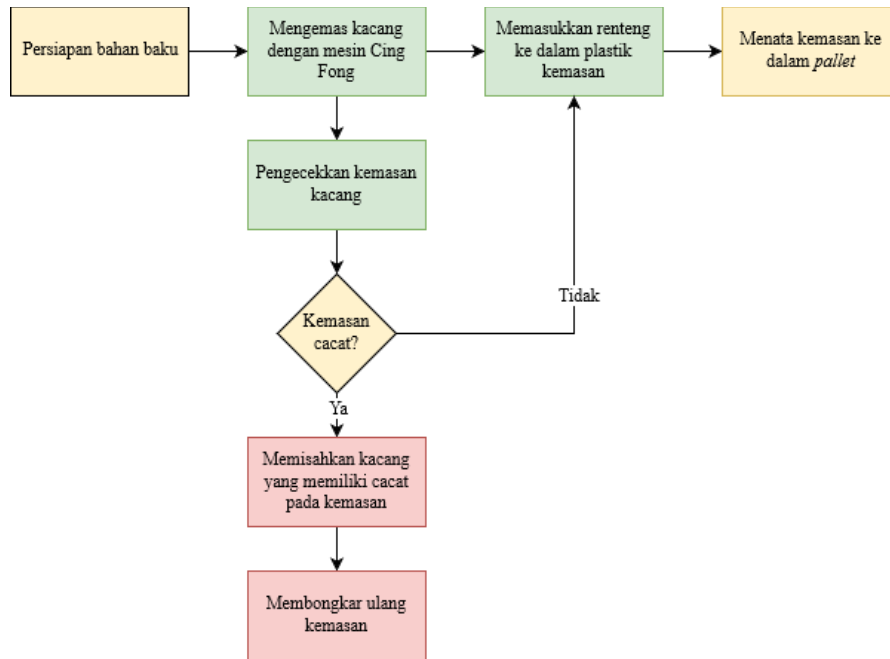 Persiapan bahan baku
Mengemas kacang
dengan mesin Cing
Fong
Memasukkan renteng
ke dalam plastik
kemasan
Menata kemasan ke
dalam pallet
Pengecekkan kemasan
kacang
Kemasan
cacat?
Tidak
Ya
Memisahkan kacang
yang memiliki cacat
pada kemasan
Membongkar ulang
kemasan